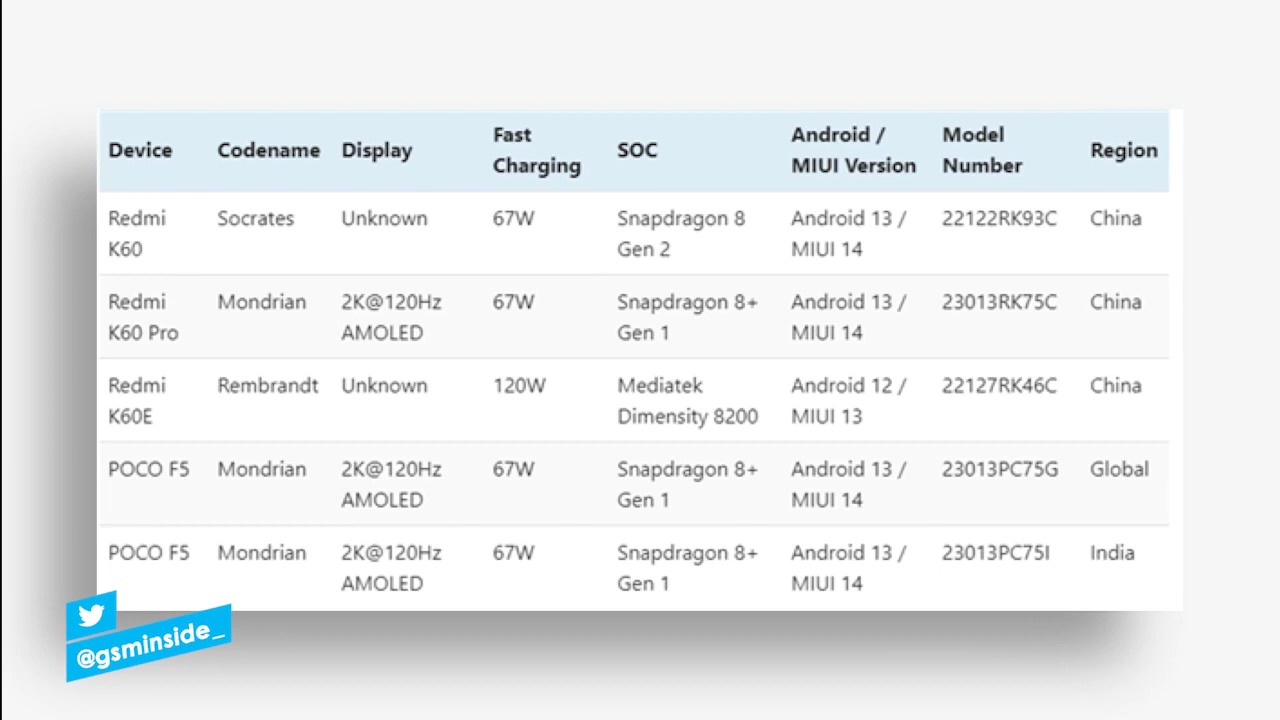 Device Codename Display Fast Charging SOC Android / MIUI Version Model Number Region
Redmi K60 Socrates Unknown 67W Snapdragon 8 Gen 2 Android 13 / MIUI 14 22122RK93C China
Redmi K60 Pro Mondrian 2K@120Hz AMOLED 67W Snapdragon 8+ Gen 1 Android 13 / MIUI 14 23013RK75C China
Redmi K60E Rembrandt Unknown 120W Mediatek Dimensity 8200 Android 12 / MIUI 13 22127RK46C China
POCO F5 Mondrian 2K@120Hz AMOLED 67W Snapdragon 8+ Gen 1 Android 13 / MIUI 14 23013PC75G Global
POCO F5 Mondrian 2K@120Hz AMOLED 67W Snapdragon 8+ Gen 1 Android 13 / MIUI 14 23013PC75I India
@gsminside_